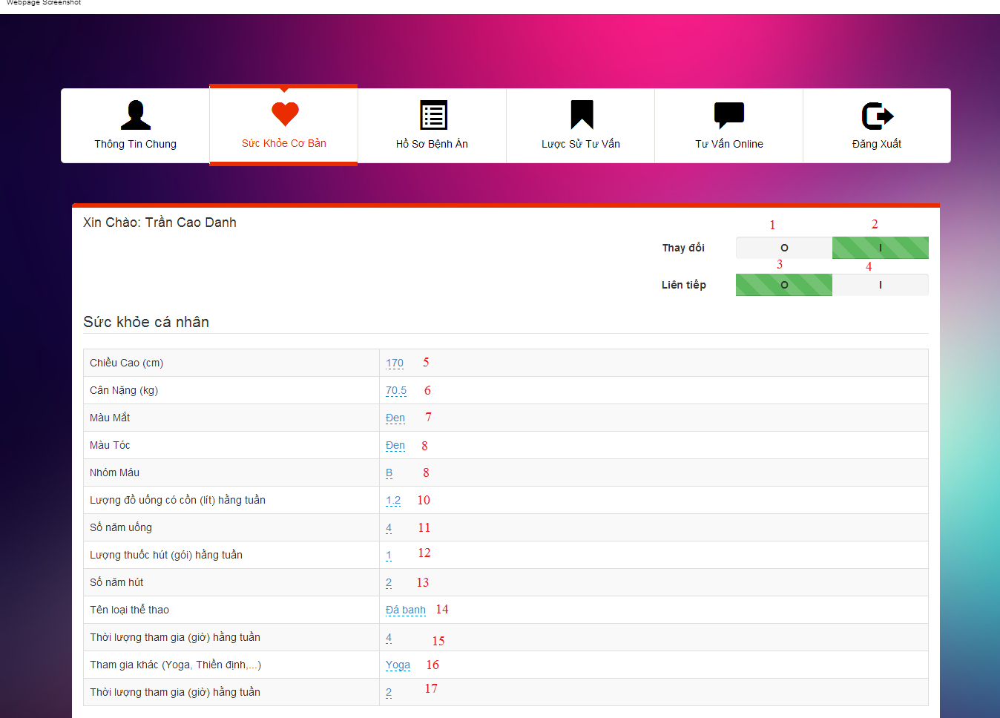 Webpage Screenshot
Thông Tin Chung
Sức Khỏe Cơ Bản
Hồ Sơ Bệnh Án
Lược Sử Tư Vấn
Tư Vấn Online
Đăng Xuất
Xin Chào: Trần Cao Danh
1 2
Thay đổi O I
3 4
Liên tiếp O I
Sức khỏe cá nhân
Chiều Cao (cm) 170 5
Cân Nặng (kg) 70.5 6
Màu Mắt Đen 7
Màu Tóc Đen 8
Nhóm Máu B 8
Lượng đồ uống có cồn (lít) hằng tuần 1.2 10
Số năm uống 4 11
Lượng thuốc hút (gói) hằng tuần 1 12
Số năm hút 2 13
Tên loại thể thao Đá banh 14
Thời lượng tham gia (giờ) hằng tuần 4 15
Tham gia khác (Yoga, Thiền định,...) Yoga 16
Thời lượng tham gia (giờ) hằng tuần 2 17